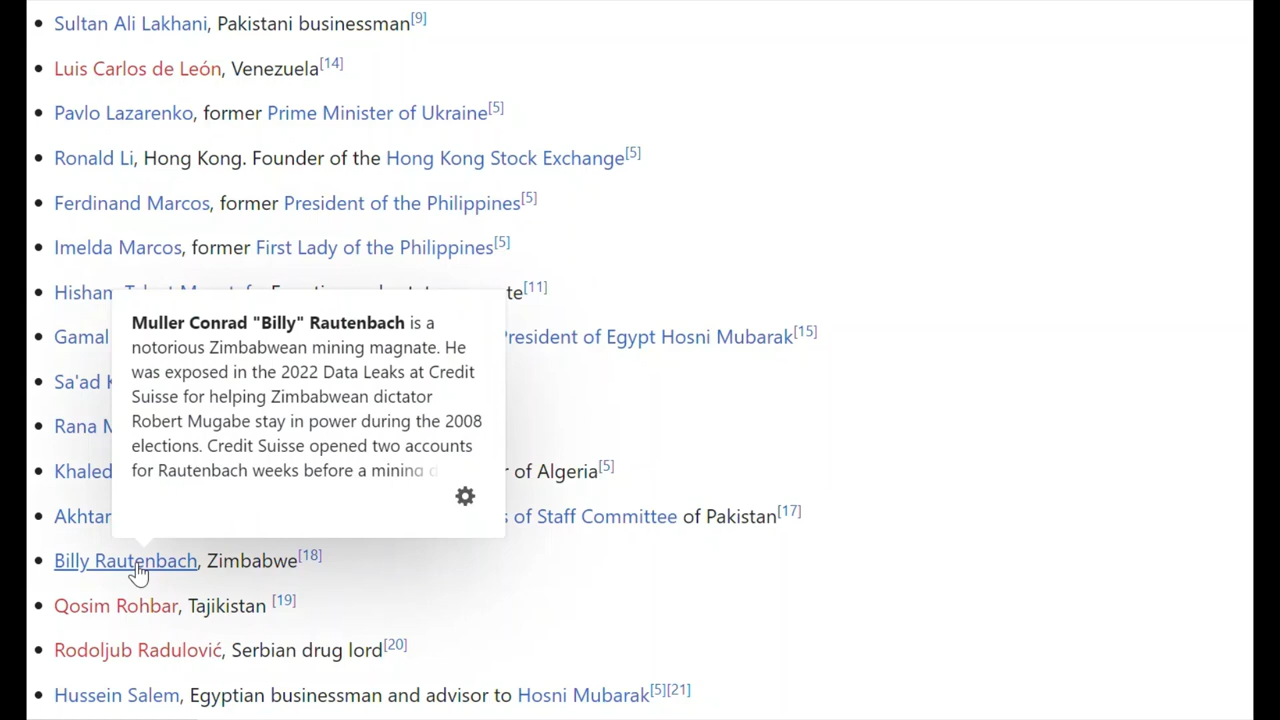 • Sultan Ali Lakhani, Pakistani businessman[9]
• Luis Carlos de León, Venezuela[14]
• Pavlo Lazarenko, former Prime Minister of Ukraine[5]
• Ronald Li, Hong Kong. Founder of the Hong Kong Stock Exchange[5]
• Ferdinand Marcos, former President of the Philippines[5]
• Imelda Marcos, former First Lady of the Philippines[5]
• Hisham te[11]
• Gamal President of Egypt Hosni Mubarak[15]
• Sa'ad
• Rana
• Khaled of Algeria[5]
• Akhtar of Staff Committee of Pakistan[17]
Muller Conrad "Billy" Rautenbach is a
notorious Zimbabwean mining magnate. He
was exposed in the 2022 Data Leaks at Credit
Suisse for helping Zimbabwean dictator
Robert Mugabe stay in power during the 2008
elections. Credit Suisse opened two accounts
for Rautenbach weeks before a mining
• Billy Rautenbach, Zimbabwe[18]
• Qosim Rohbar, Tajikistan [19]
• Rodoljub Radulović, Serbian drug lord[20]
• Hussein Salem, Egyptian businessman and advisor to Hosni Mubarak[5][21]